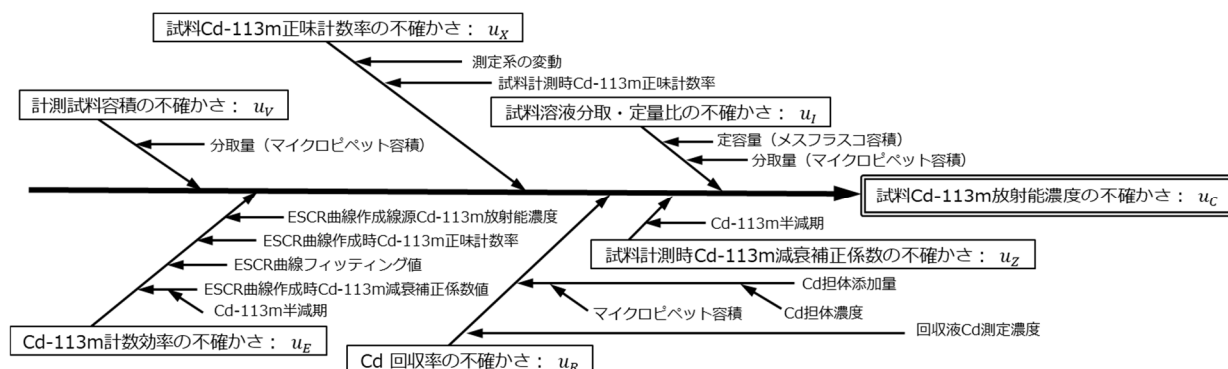 試料Cd-113m正味計数率の不確かさ： u_X
測定系の変動
試料計測時Cd-113m正味計数率
計測試料容積の不確かさ： u_V
分取量（マイクロピペット容積）
試料溶液分取・定量比の不確かさ： u_I
定容量（メスフラスコ容積）
分取量（マイクロピペット容積）
試料Cd-113m放射能濃度の不確かさ： u_C
ESCR曲線作成線源Cd-113m放射能濃度
ESCR曲線作成時Cd-113m正味計数率
ESCR曲線フィッティング値
ESCR曲線作成時Cd-113m減衰補正係数値
Cd-113m半減期
Cd-113m計数効率の不確かさ： u_E
Cd-113m半減期
試料計測時Cd-113m減衰補正係数の不確かさ： u_Z
Cd担体添加量
マイクロピペット容積
Cd担体濃度
回収液Cd測定濃度
Cd 回収率の不確かさ： u_R